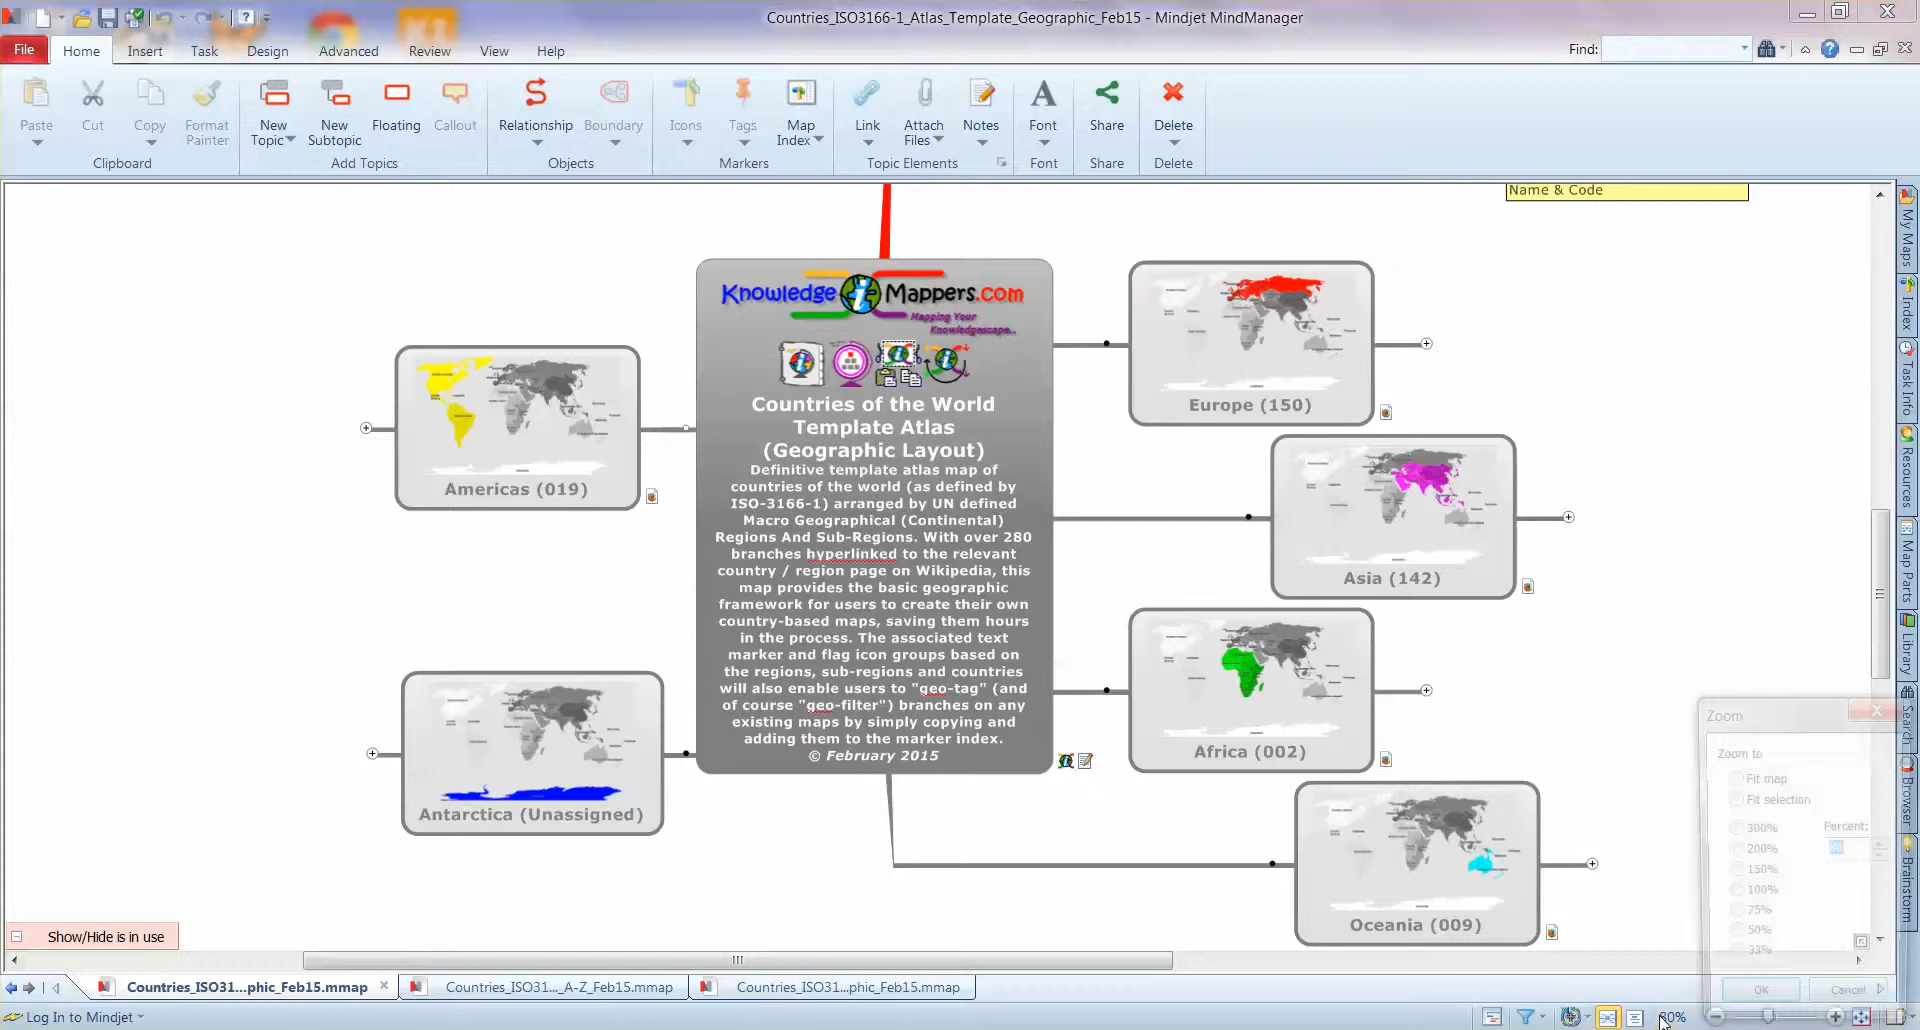 Countries_ISO3166-1_Atlas_Template_Geographic_Feb15 - Mindjet MindManager
File Home Insert Task Design Advanced Review View Help Find:
Paste Cut Copy Format Painter
Clipboard
New Topic New Subtopic Floating Callout
Add Topics
Relationship Boundary
Objects
Icons Tags Map Index
Markers
Link Attach Files Notes
Topic Elements
Font
Font
Share
Share
Delete
Delete
Name & Code
Knowledge i Mappers.com
Mapping Your
Knowledgescape...
Countries of the World
Template Atlas
(Geographic Layout)
Definitive template atlas map of
countries of the world (as defined by
ISO-3166-1) arranged by UN defined
Macro Geographical (Continental)
Regions And Sub-Regions. With over 280
branches hyperlinked to the relevant
country / region page on Wikipedia, this
map provides the basic geographic
framework for users to create their own
country-based maps, saving them hours
in the process. The associated text
marker and flag icon groups based on
the regions, sub-regions and countries
will also enable users to "geo-tag" (and
of course "geo-filter") branches on any
existing maps by simply copying and
adding them to the marker index.
© February 2015
Americas (019)
Antarctica (Unassigned)
Europe (150)
Asia (142)
Africa (002)
Oceania (009)
My Maps
Index
Task Info
Resources
Map Parts
Library
Search
Browser
Brainstorm
Zoom
Zoom to
Fit map
Fit selection
300%
Percent:
200%
150%
100%
75%
50%
33%
OK Cancel
Show/Hide is in use
Countries_ISO31...phic_Feb15.mmap
Countries_ISO31..._A-Z_Feb15.mmap
Countries_ISO31...phic_Feb15.mmap
Log In to Mindjet
80%